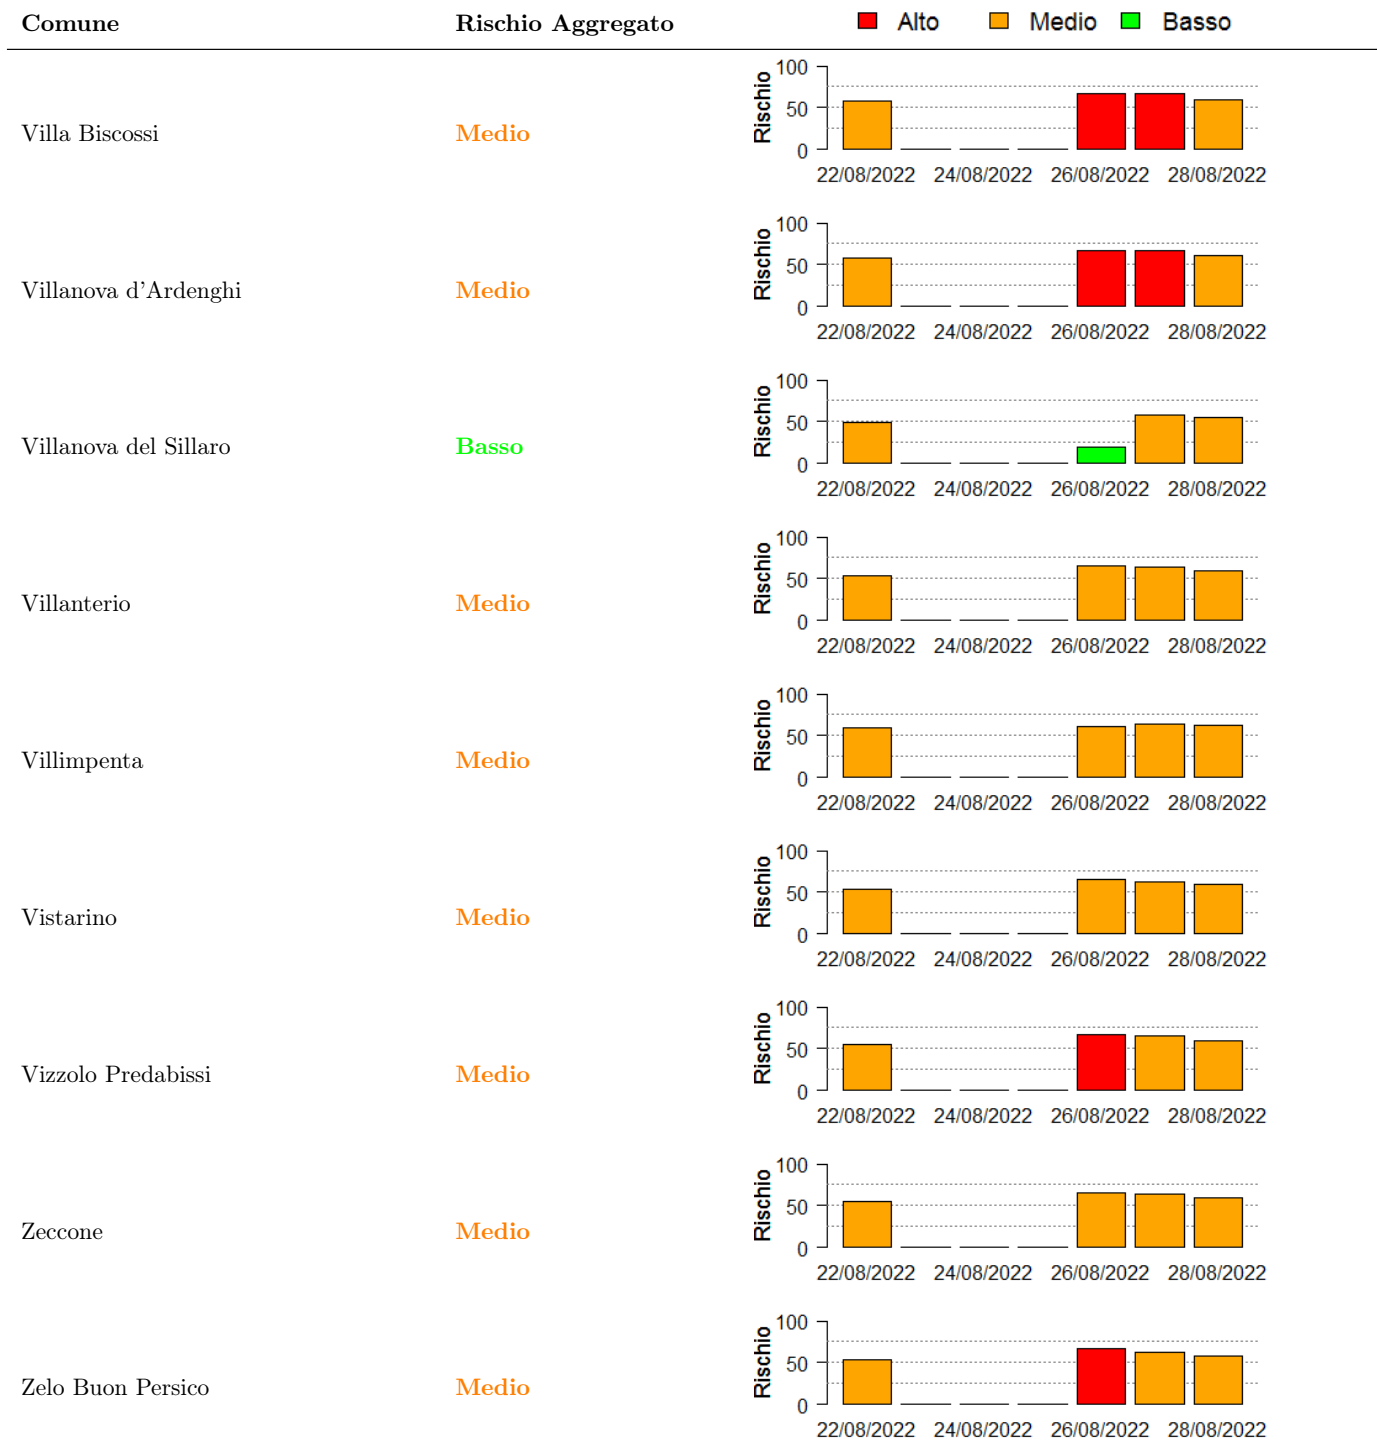 Comune Rischio Aggregato Alto Medio Basso
Villa Biscossi Medio Rischio 100 50 0
22/08/2022 24/08/2022 26/08/2022 28/08/2022
Villanova d'Ardenghi Medio Rischio 100 50 0
22/08/2022 24/08/2022 26/08/2022 28/08/2022
Villanova del Sillaro Basso Rischio 100 50 0
22/08/2022 24/08/2022 26/08/2022 28/08/2022
Villanterio Medio Rischio 100 50 0
22/08/2022 24/08/2022 26/08/2022 28/08/2022
Villimpenta Medio Rischio 100 50 0
22/08/2022 24/08/2022 26/08/2022 28/08/2022
Vistarino Medio Rischio 100 50 0
22/08/2022 24/08/2022 26/08/2022 28/08/2022
Vizzolo Predabissi Medio Rischio 100 50 0
22/08/2022 24/08/2022 26/08/2022 28/08/2022
Zeccone Medio Rischio 100 50 0
22/08/2022 24/08/2022 26/08/2022 28/08/2022
Zelo Buon Persico Medio Rischio 100 50 0
22/08/2022 24/08/2022 26/08/2022 28/08/2022